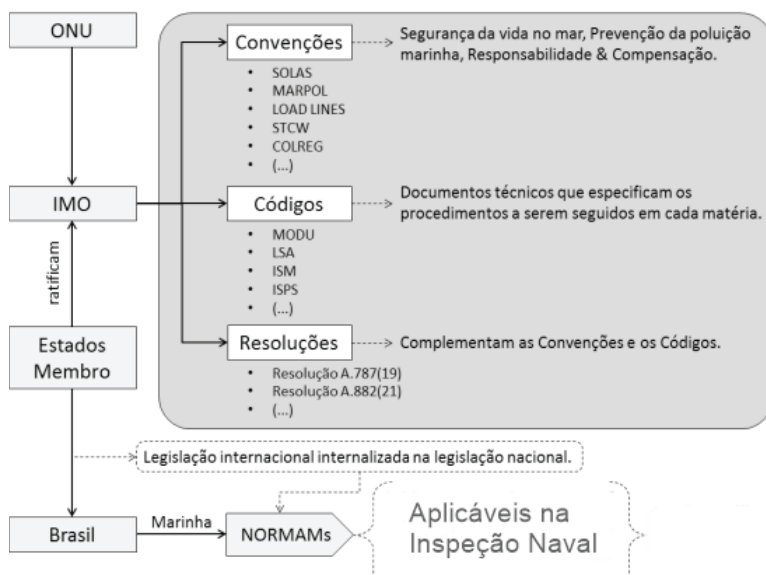 ONU
Convenções
Segurança da vida no mar, Prevenção da poluição
marinha, Responsabilidade & Compensação.
• SOLAS
• MARPOL
• LOAD LINES
• STCW
• COLREG
• (...)
IMO
Códigos
Documentos técnicos que especificam os
procedimentos a serem seguidos em cada matéria.
• MODU
• LSA
• ISM
• ISPS
• (...)
ratificam
Estados
Membro
Resoluções
Complementam as Convenções e os Códigos.
• Resolução A.787(19)
• Resolução A.882(21)
• (...)
Legislação internacional internalizada na legislação nacional.
Brasil
Marinha
NORMAMs
Aplicáveis na
Inspeção Naval